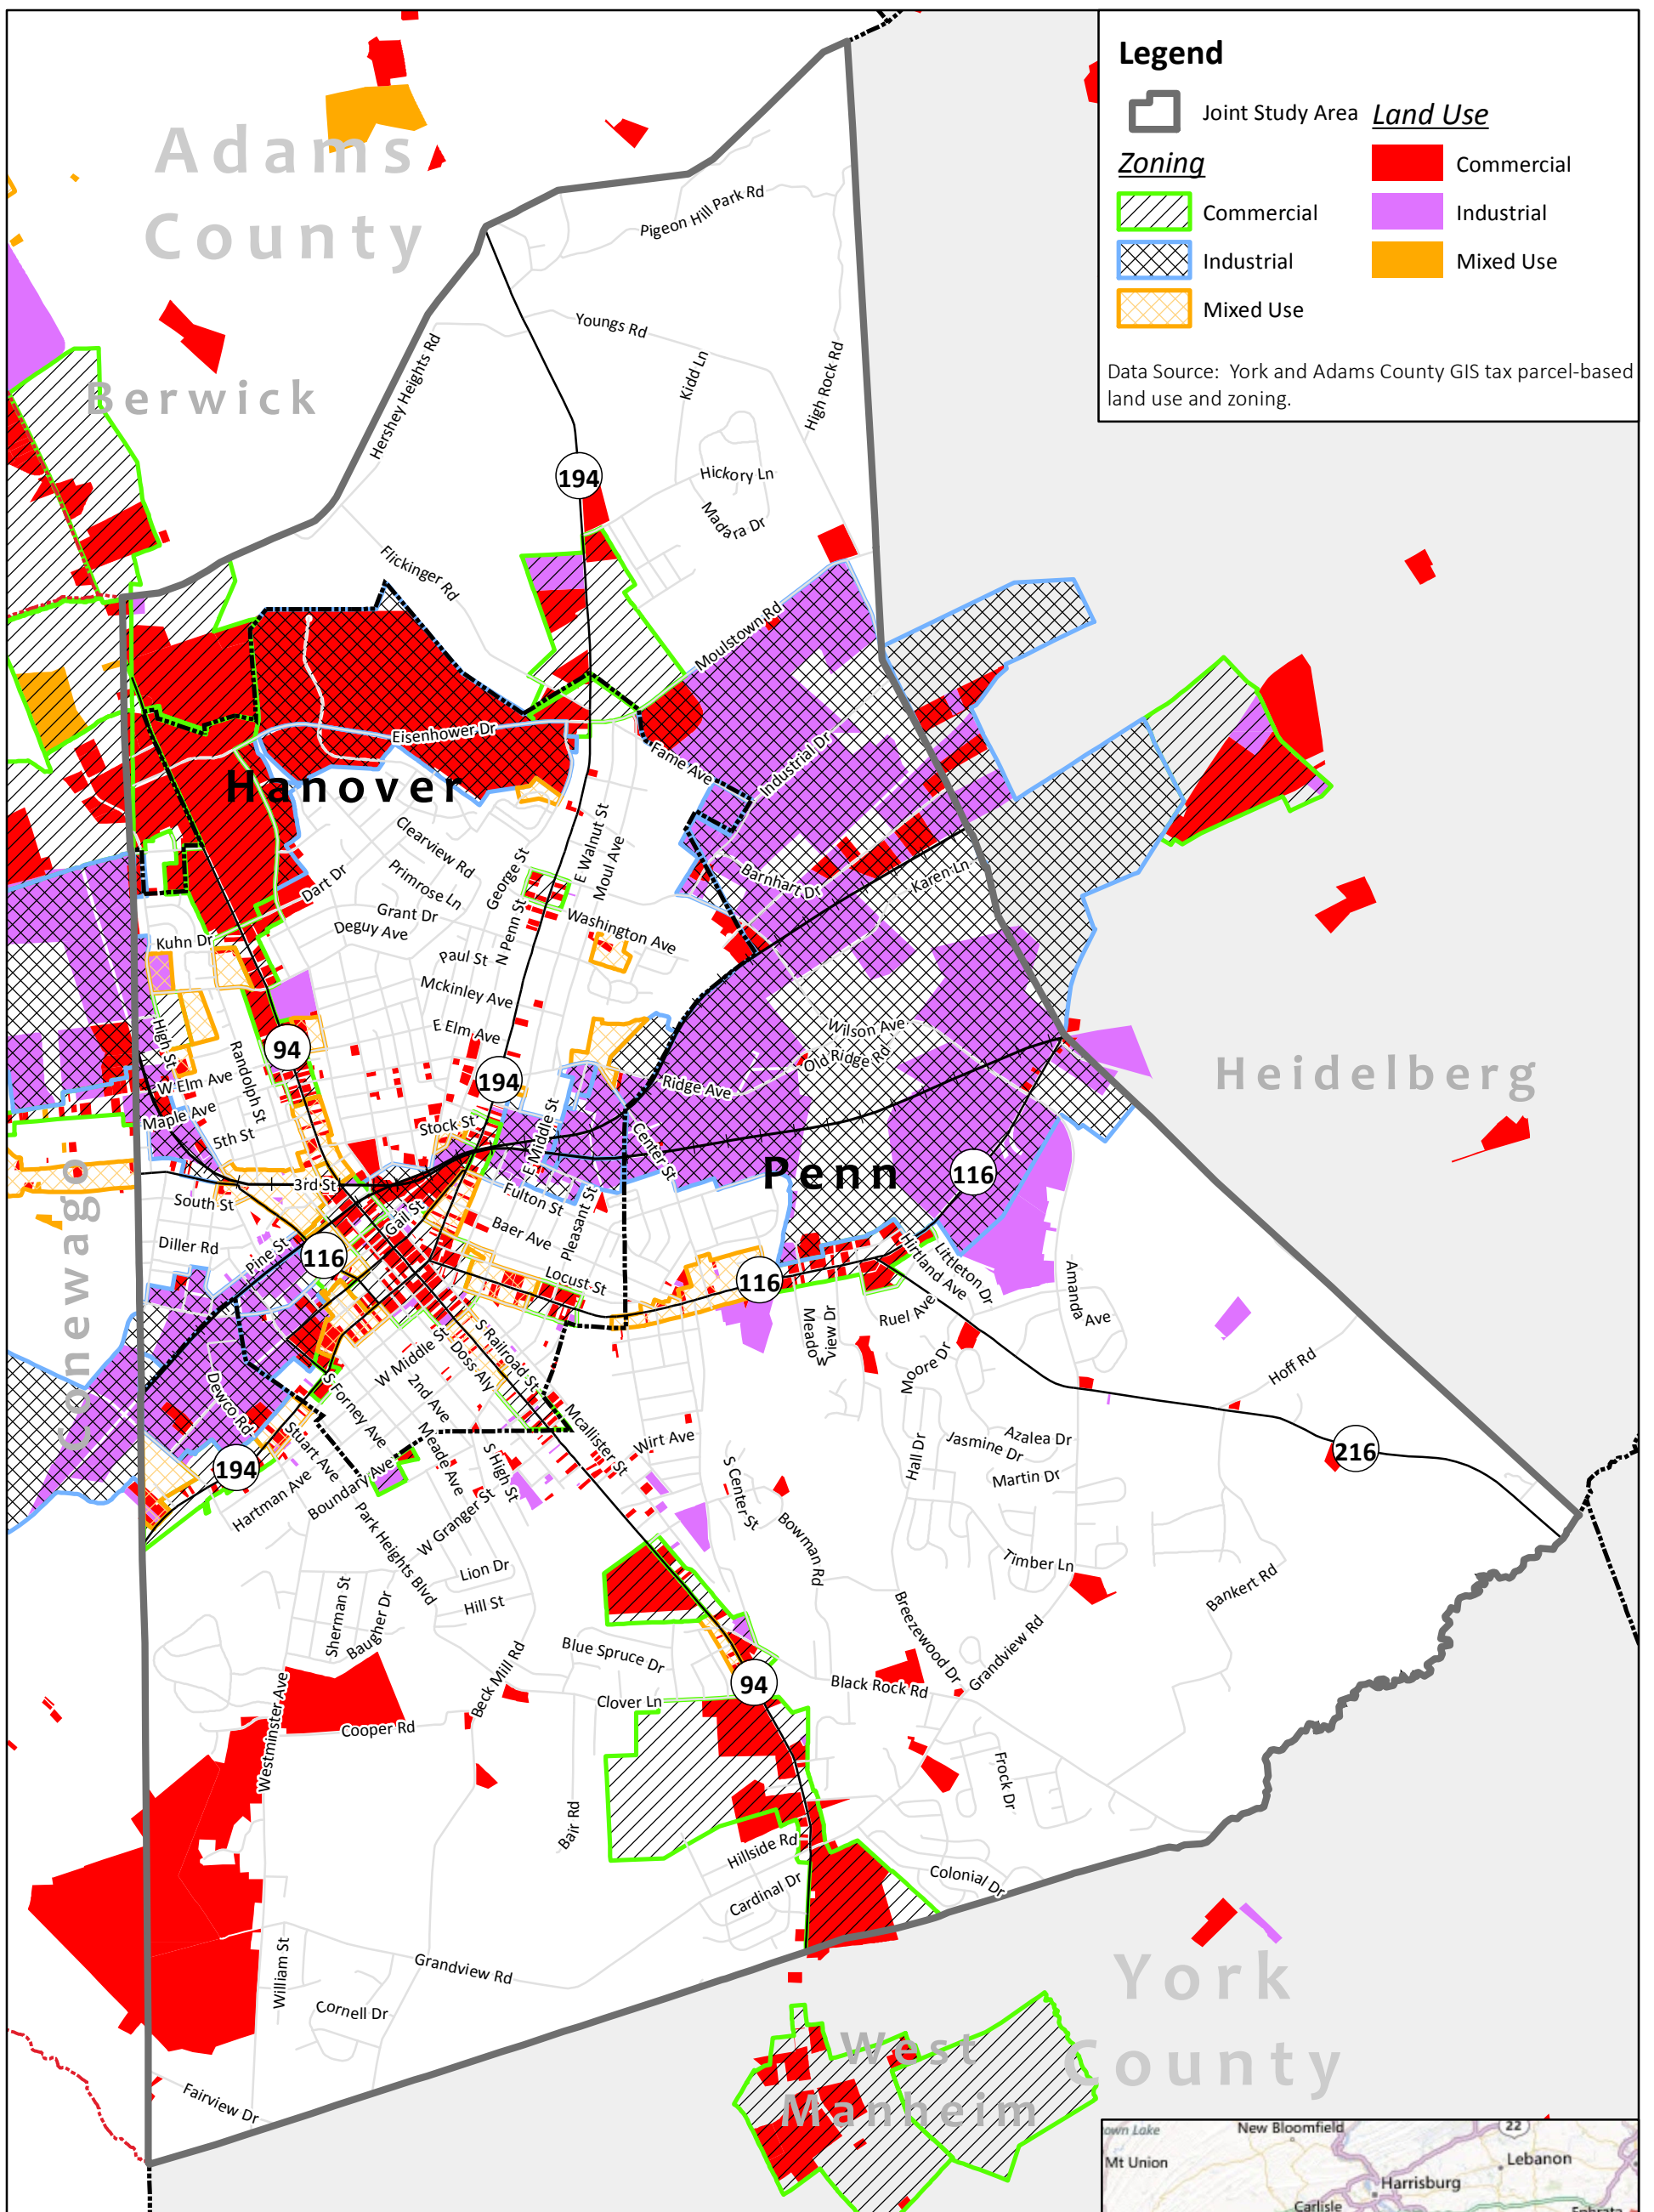 Legend
Joint Study Area
Land Use
Zoning
Commercial
Commercial
Industrial
Industrial
Mixed Use
Mixed Use
Data Source: York and Adams County GIS tax parcel-based
land use and zoning.
Adams
County
Berwick
Pigeon Hill Park Rd
Youngs Rd
Hershey Heights Rd
Kidd Ln
High Rock Rd
194
Hickory Ln
Madara Dr
Flickinger Rd
Moulstown Rd
Eisenhower Dr
Fame Ave
Industrial Dr
Hanover
Clearview Rd
Primrose Ln
George St
E Walnut St
Moul Ave
Dart Dr
Grant Dr
Deguy Ave
N Penn St
Washington Ave
Barnhart Dr
Karen Ln
Kuhn Dr
Paul St
Mckinley Ave
E Elm Ave
High St
94
Randolph St
W Elm Ave
Maple Ave
5th St
194
Stock St
E Middle St
Center St
Ridge Ave
Wilson Ave
Old Ridge Rd
Heidelberg
Penn
116
3rd St
South St
Gail St
Fulton St
Baer Ave
Pleasant St
Diller Rd
Pine St
116
Locust St
116
Conewago
Hirtland Ave
Littleton Dr
Ruel Ave
Meadowview Dr
Amanda Ave
Moore Dr
Hoff Rd
W Middle St
S Railroad St
Doss Aly
2nd Ave
S Forney Ave
Dewco Rd
Stuart Ave
194
Hartman Ave
Boundary Ave
Meade Ave
S High St
Mcallister St
Wirt Ave
S Center St
Hall Dr
Azalea Dr
Jasmine Dr
Martin Dr
216
Park Heights Blvd
W Granger St
Bowman Rd
Lion Dr
Hill St
Timber Ln
Bankert Rd
Sherman St
Baugher Dr
Blue Spruce Dr
Breezewood Dr
Grandview Rd
Beck Mill Rd
94
Black Rock Rd
Clover Ln
Westminster Ave
Cooper Rd
Frock Dr
Bair Rd
Hillside Rd
Cardinal Dr
Colonial Dr
William St
Grandview Rd
Cornell Dr
Fairview Dr
York
County
West
Manheim
own Lake
New Bloomfield
22
Mt Union
Lebanon
Harrisburg
Carlisle
Ephrata